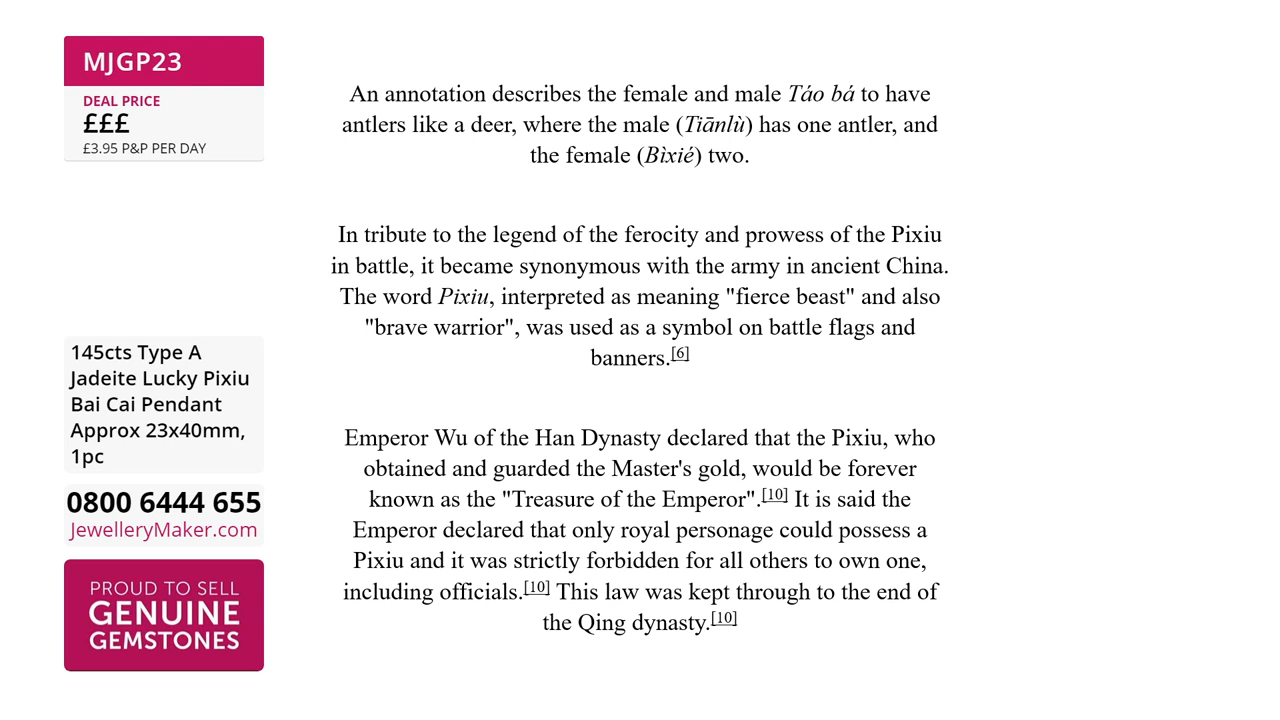 MJGP23
DEAL PRICE
£££
£3.95 P&P PER DAY
145cts Type A
Jadeite Lucky Pixiu
Bai Cai Pendant
Approx 23x40mm,
1pc
0800 6444 655
JewelleryMaker.com
PROUD TO SELL
GENUINE
GEMSTONES
An annotation describes the female and male Táo bá to have
antlers like a deer, where the male (Tiānlù) has one antler, and
the female (Bìxié) two.
In tribute to the legend of the ferocity and prowess of the Pixiu
in battle, it became synonymous with the army in ancient China.
The word Pixiu, interpreted as meaning "fierce beast" and also
"brave warrior", was used as a symbol on battle flags and
banners.[6]
Emperor Wu of the Han Dynasty declared that the Pixiu, who
obtained and guarded the Master's gold, would be forever
known as the "Treasure of the Emperor".[10] It is said the
Emperor declared that only royal personage could possess a
Pixiu and it was strictly forbidden for all others to own one,
including officials.[10] This law was kept through to the end of
the Qing dynasty.[10]